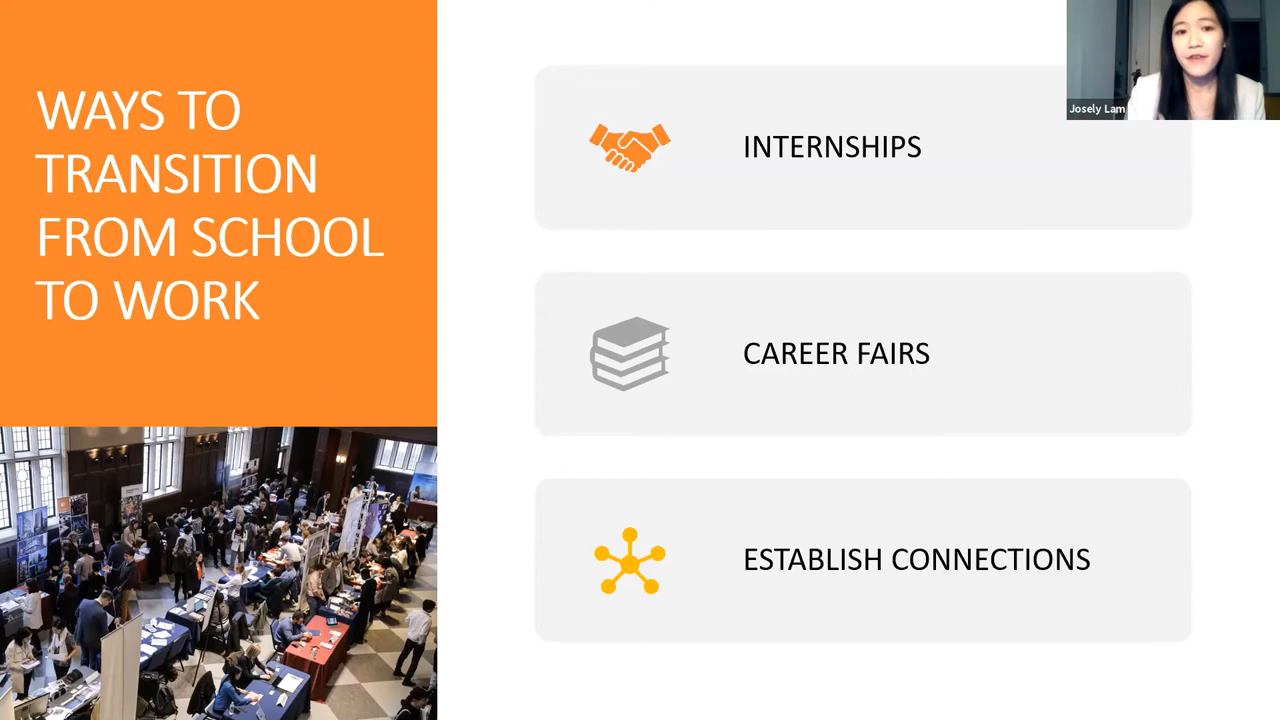 WAYS TO
TRANSITION
FROM SCHOOL
TO WORK
INTERNSHIPS
CAREER FAIRS
ESTABLISH CONNECTIONS
Josely Lam